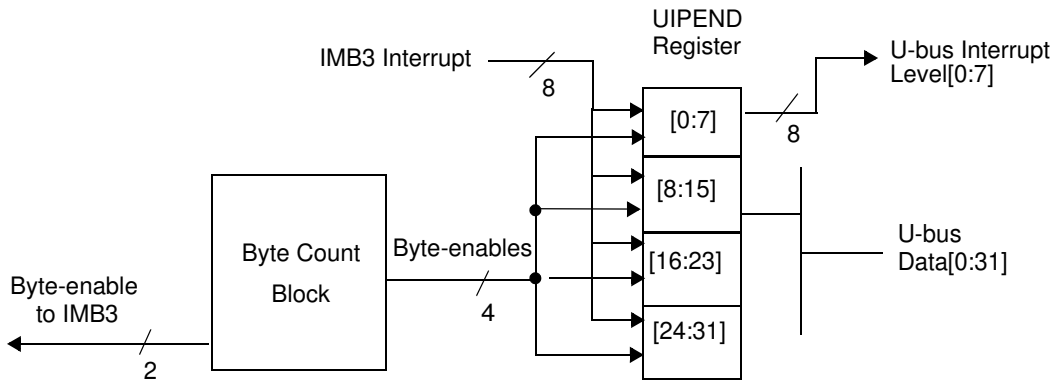 UIPEND
Register
IMB3 Interrupt
8
U-bus Interrupt
Level[0:7]
8
[0:7]
[8:15]
[16:23]
[24:31]
Byte Count
Block
Byte-enables
4
U-bus
Data[0:31]
Byte-enable
to IMB3
2